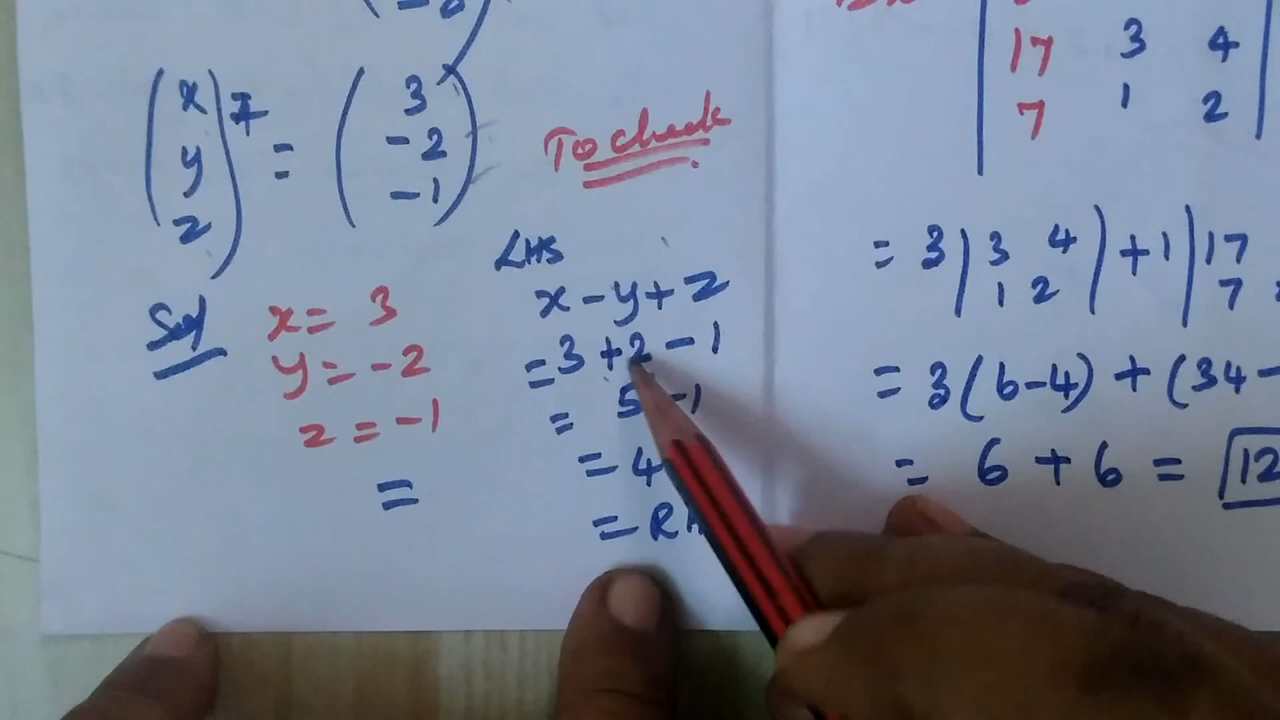 (x y z) = (3 -2 -1)
To check
Sol x = 3
y = -2
z = -1
=
LHS
x - y + z
= 3 + 2 - 1
= 5 - 1
= 4
= RH
17 3 4
7 1 2
= 3 |3 4 1 2| + 1 |17 7
= 3(6-4) + (34 -
= 6 + 6 = 12